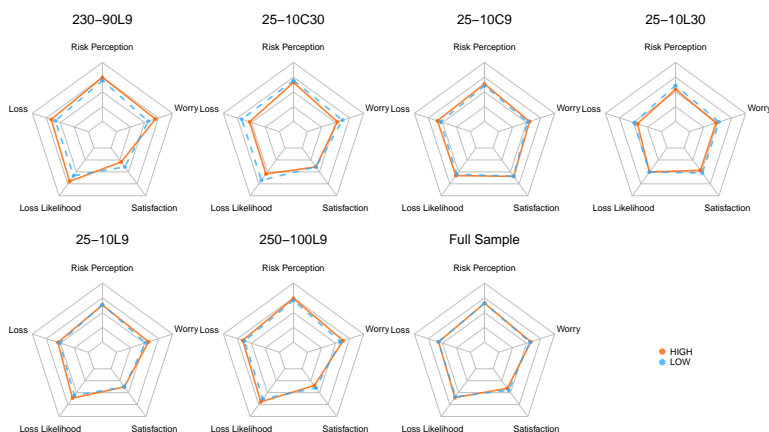 230−90L9
25−10C30
25−10C9
25−10L30
Risk Perception
Risk Perception
Risk Perception
Risk Perception
Loss
Worry
Loss
Worry
Loss
Worry
Loss
Worry
Loss Likelihood
Satisfaction
Loss Likelihood
Satisfaction
Loss Likelihood
Satisfaction
Loss Likelihood
Satisfaction
25−10L9
250−100L9
Full Sample
Risk Perception
Risk Perception
Risk Perception
Loss
Worry
Loss
Worry
Loss
Worry
Loss Likelihood
Satisfaction
Loss Likelihood
Satisfaction
Loss Likelihood
Satisfaction
HIGH
LOW